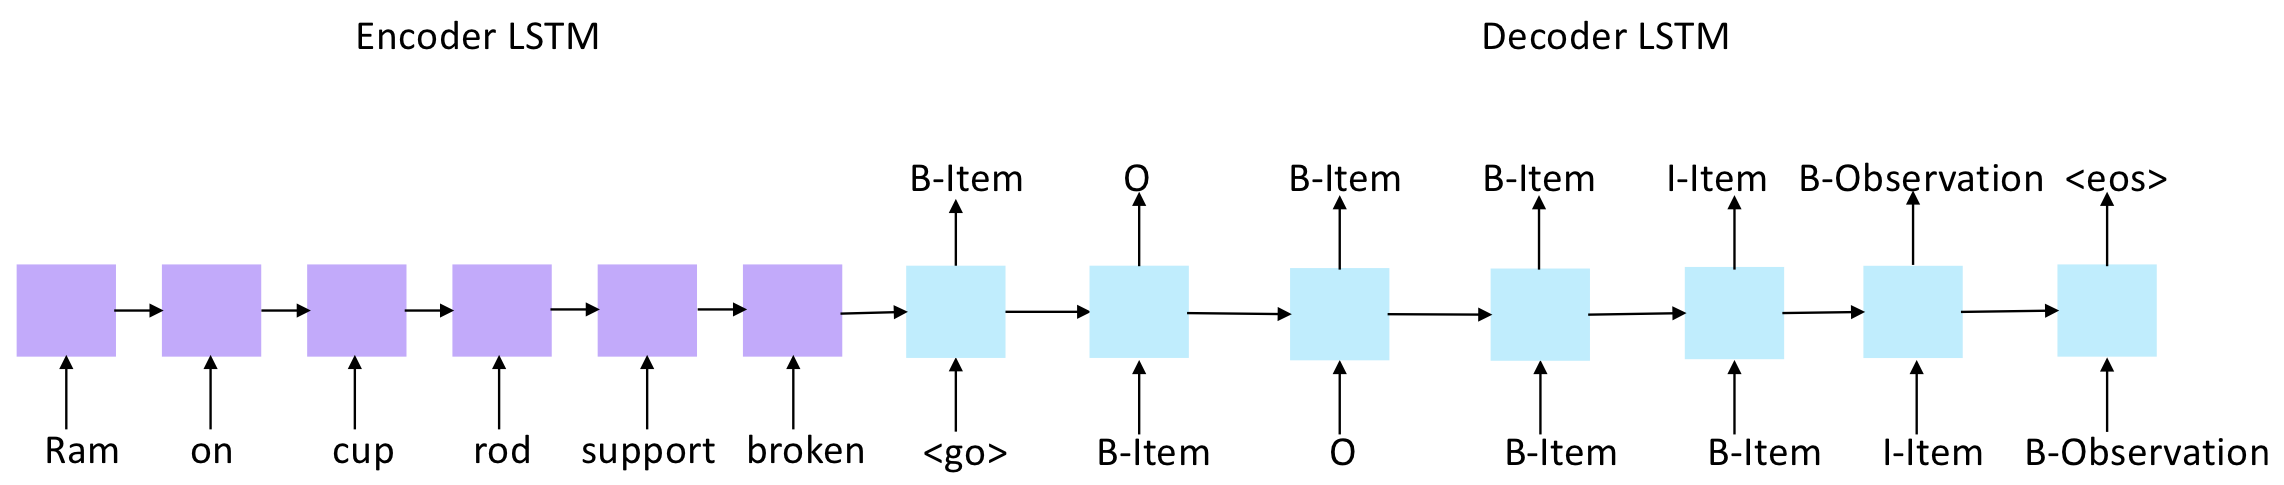 Encoder LSTM Decoder LSTM
B-Item O B-Item B-Item I-Item B-Observation <eos>
Ram on cup rod support broken <go> B-Item O B-Item B-Item I-Item B-Observation